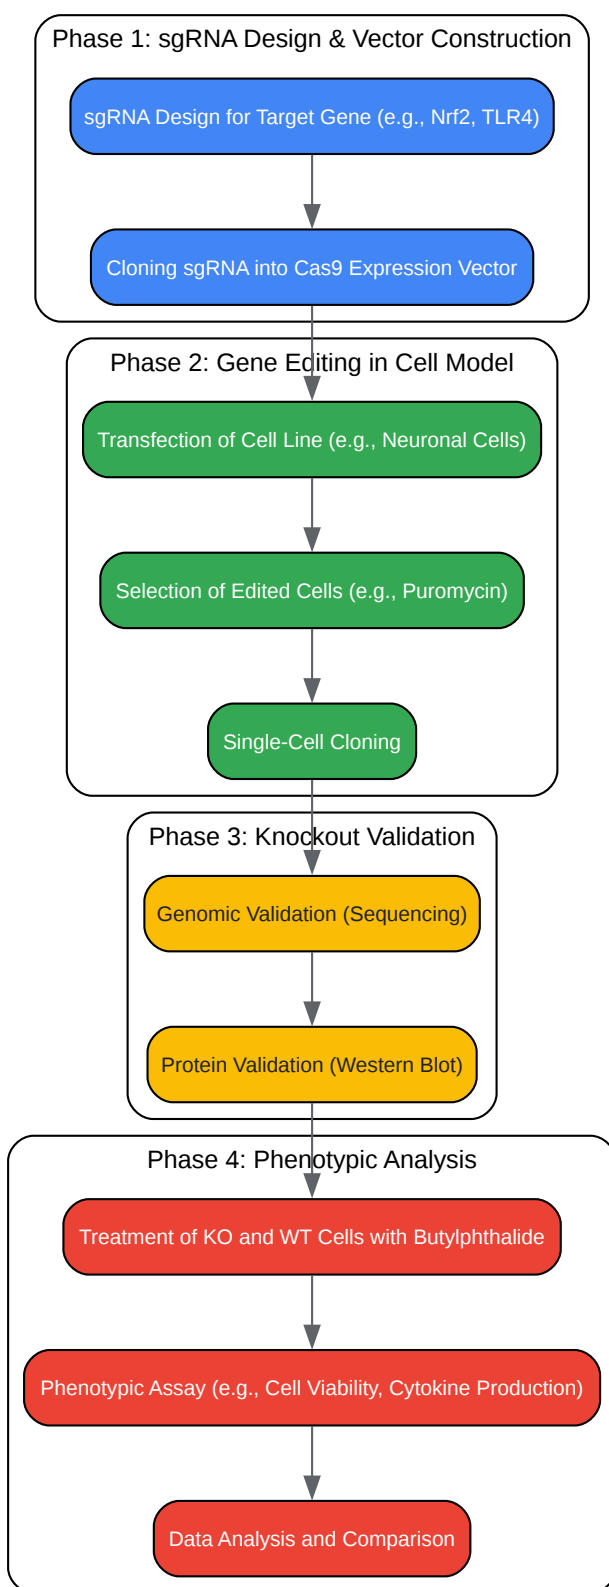 Phase 1: sgRNA Design & Vector Construction
sgRNA Design for Target Gene (e.g., Nrf2, TLR4)
Cloning sgRNA into Cas9 Expression Vector
Phase 2: Gene Editing in Cell Model
Transfection of Cell Line (e.g., Neuronal Cells)
Selection of Edited Cells (e.g., Puromycin)
Single-Cell Cloning
Phase 3: Knockout Validation
Genomic Validation (Sequencing)
Protein Validation (Western Blot)
Phase 4: Phenotypic Analysis
Treatment of KO and WT Cells with Butylphthalide
Phenotypic Assay (e.g., Cell Viability, Cytokine Production)
Data Analysis and Comparison